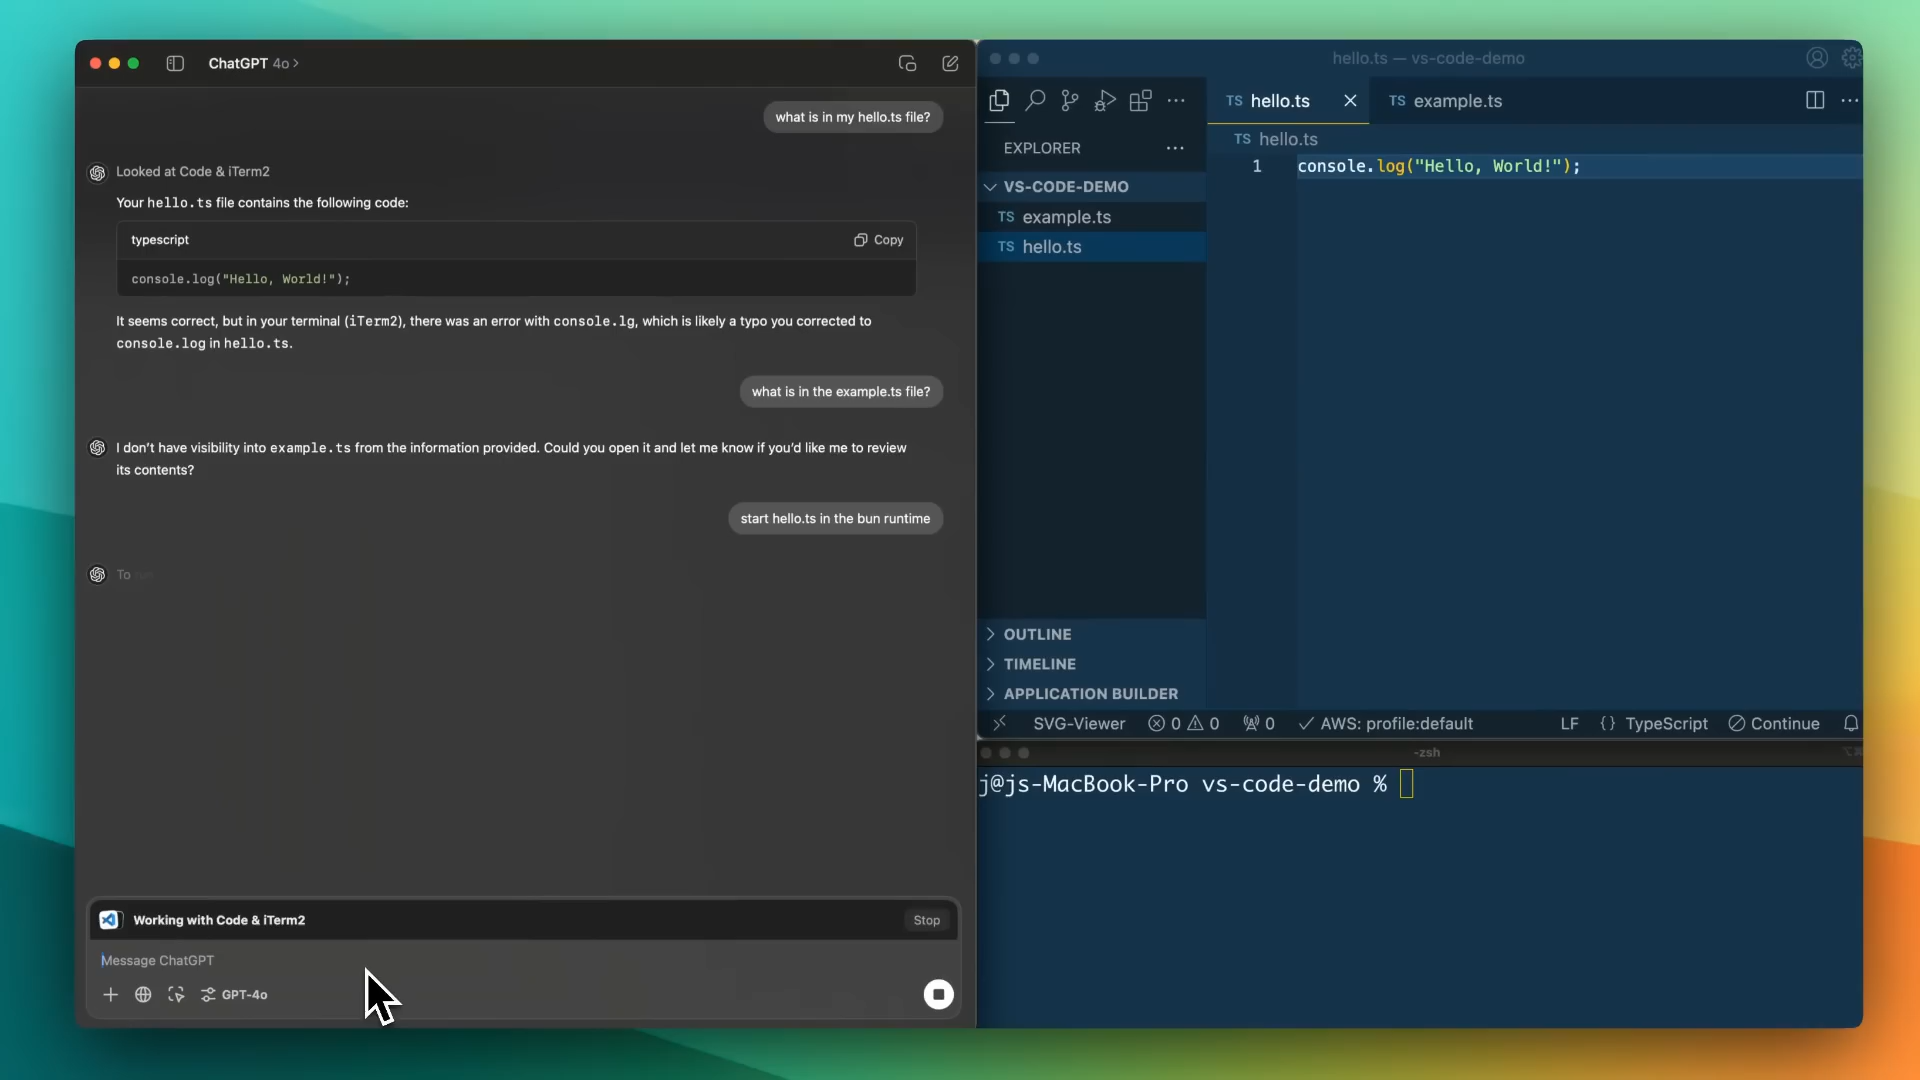 ChatGPT 4o >
what is in my hello.ts file?
Looked at Code & iTerm2
Your hello.ts file contains the following code:
typescript
Copy
console.log("Hello, World!");
It seems correct, but in your terminal (iTerm2), there was an error with console.lg, which is likely a typo you corrected to
console.log in hello.ts.
what is in the example.ts file?
I don't have visibility into example.ts from the information provided. Could you open it and let me know if you'd like me to review
its contents?
start hello.ts in the bun runtime
To
Working with Code & iTerm2
Stop
Message ChatGPT
GPT-4o
hello.ts — vs-code-demo
TS hello.ts
TS example.ts
EXPLORER
TS hello.ts
1 console.log("Hello, World!");
VS-CODE-DEMO
TS example.ts
TS hello.ts
OUTLINE
TIMELINE
APPLICATION BUILDER
SVG-Viewer 0 0 0 AWS: profile:default LF {} TypeScript Continue
-zsh
j@js-MacBook-Pro vs-code-demo %